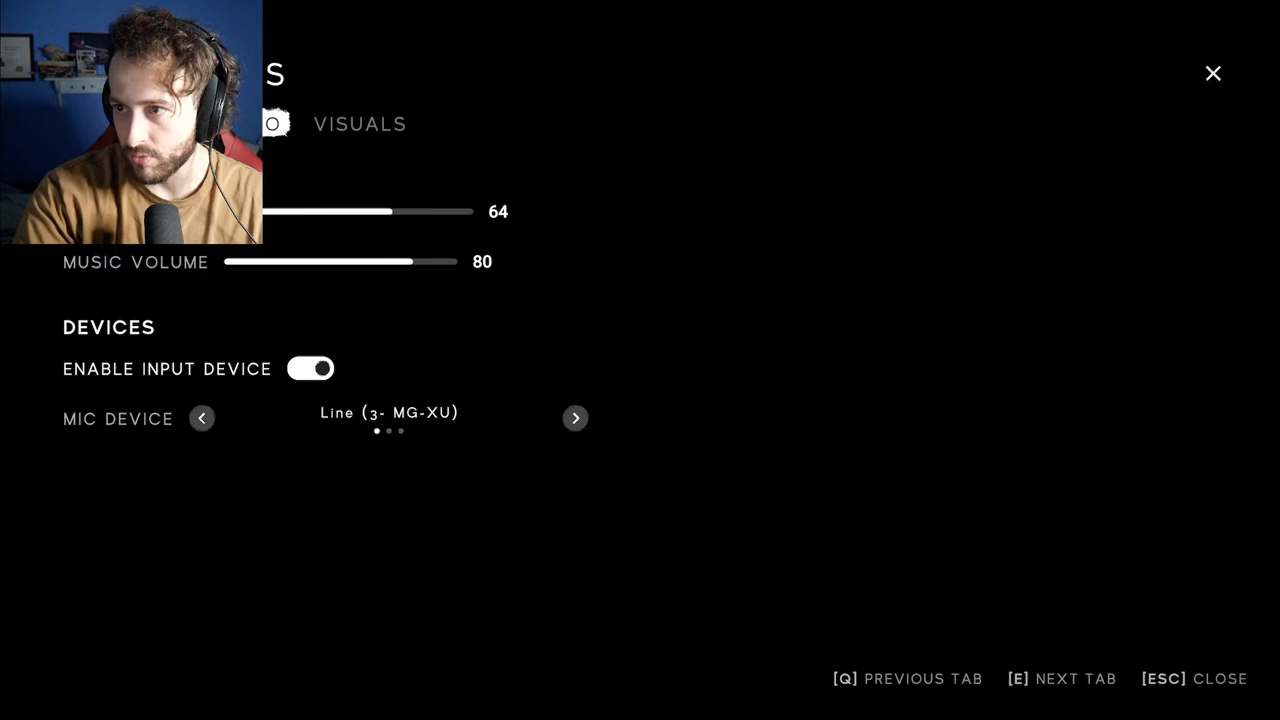 S
O VISUALS
64
MUSIC VOLUME 80
DEVICES
ENABLE INPUT DEVICE
MIC DEVICE Line (3- MG-XU)
[Q] PREVIOUS TAB [E] NEXT TAB [ESC] CLOSE